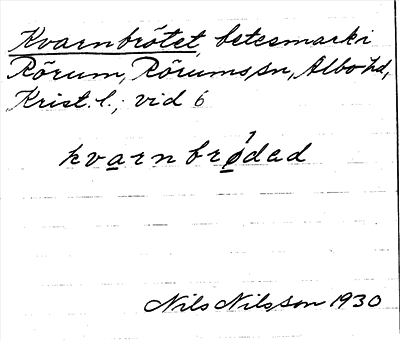 Kvarnbrötet, betesmark i
Rörum, Rörums sn, Albo hd,
Krist. l.; vid 6
kvarnbrødad
Nils Nilsson 1930